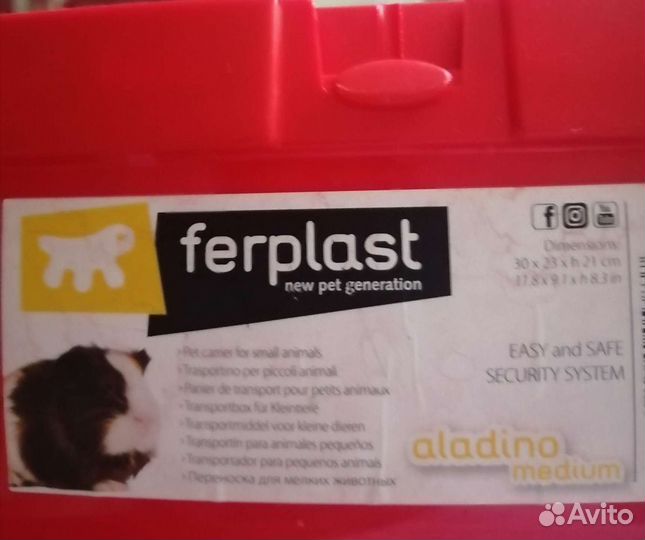 ferplast
new pet generation
Dimensions:
30 x 23 x h 21 cm
11.8 x 9.1 x h 8.3 in
› Pet carrier for small animals
› Trasportino per piccoli animali
› Panier de transport pour petits animaux
› Transportbox für Kleintiere
› Transportmiddel voor kleine dieren
› Transportín para animales pequeños
› Transportador para pequenos animais
› Переноска для мелких животных
EASY and SAFE
SECURITY SYSTEM
aladino
medium
Avito